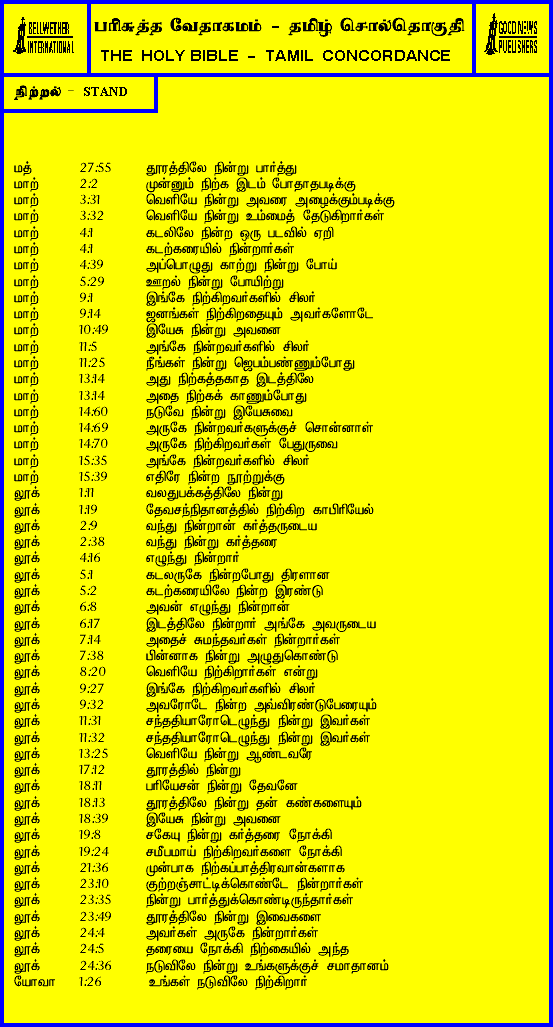 BELLWETHER INTERNATIONAL
பரிசுத்த வேதாகமம் - தமிழ் சொல்தொகுதி
THE HOLY BIBLE - TAMIL CONCORDANCE
GOOD NEWS PUBLISHERS
நிற்றல் - STAND
மத் 27:55 தூரத்திலே நின்று பார்த்து
மாற் 2:2 முன்னும் நிற்க இடம் போதாதபடிக்கு
மாற் 3:31 வெளியே நின்று அவரை அழைக்கும்படிக்கு
மாற் 3:32 வெளியே நின்று உம்மைத் தேடுகிறார்கள்
மாற் 4:1 கடலிலே நின்ற ஒரு படவில் ஏறி
மாற் 4:1 கடற்கரையில் நின்றார்கள்
மாற் 4:39 அப்பொழுது காற்று நின்று போய்
மாற் 5:29 ஊறல் நின்று போயிற்று
மாற் 9:1 இங்கே நிற்கிறவர்களில் சிலர்
மாற் 9:14 ஜனங்கள் நிற்கிறதையும் அவர்களோடே
மாற் 10:49 இயேசு நின்று அவனை
மாற் 11:5 அங்கே நின்றவர்களில் சிலர்
மாற் 11:25 நீங்கள் நின்று ஜெபம்பண்ணும்போது
மாற் 13:14 அது நிற்கத்தகாத இடத்திலே
மாற் 13:14 அதை நிற்கக் காணும்போது
மாற் 14:60 நடுவே நின்று இயேசுவை
மாற் 14:69 அருகே நின்றவர்களுக்குச் சொன்னாள்
மாற் 14:70 அருகே நிற்கிறவர்கள் பேதுருவை
மாற் 15:35 அங்கே நின்றவர்களில் சிலர்
மாற் 15:39 எதிரே நின்ற நூற்றுக்கு
லூக் 1:11 வலதுபக்கத்திலே நின்று
லூக் 1:19 தேவசந்நிதானத்தில் நிற்கிற காபிரியேல்
லூக் 2:9 வந்து நின்றான் கர்த்தருடைய
லூக் 2:38 வந்து நின்று கர்த்தரை
லூக் 4:16 எழுந்து நின்றார்
லூக் 5:1 கடலருகே நின்றபோது திரளான
லூக் 5:2 கடற்கரையிலே நின்ற இரண்டு
லூக் 6:8 அவன் எழுந்து நின்றான்
லூக் 6:17 இடத்திலே நின்றார் அங்கே அவருடைய
லூக் 7:14 அதைச் சுமந்தவர்கள் நின்றார்கள்
லூக் 7:38 பின்னாக நின்று அழுதுகொண்டு
லூக் 8:20 வெளியே நிற்கிறார்கள் என்று
லூக் 9:27 இங்கே நிற்கிறவர்களில் சிலர்
லூக் 9:32 அவரோடே நின்ற அவ்விரண்டுபேரையும்
லூக் 11:31 சந்ததியாரோடெழுந்து நின்று இவர்கள்
லூக் 11:32 சந்ததியாரோடெழுந்து நின்று இவர்கள்
லூக் 13:25 வெளியே நின்று ஆண்டவரே
லூக் 17:12 தூரத்தில் நின்று
லூக் 18:11 பரியேசன் நின்று தேவனே
லூக் 18:13 தூரத்திலே நின்று தன் கண்களையும்
லூக் 18:39 இயேசு நின்று அவனை
லூக் 19:8 சகேயு நின்று கர்த்தரை நோக்கி
லூக் 19:24 சமீபமாய் நிற்கிறவர்களை நோக்கி
லூக் 21:36 முன்பாக நிற்கப்பாத்திரவான்களாக
லூக் 23:10 குற்றஞ்சாட்டிக்கொண்டே நின்றார்கள்
லூக் 23:35 நின்று பார்த்துக்கொண்டிருந்தார்கள்
லூக் 23:49 தூரத்திலே நின்று இவைகளை
லூக் 24:4 அவர்கள் அருகே நின்றார்கள்
லூக் 24:5 தரையை நோக்கி நிற்கையில் அந்த
லூக் 24:36 நடுவிலே நின்று உங்களுக்குச் சமாதானம்
யோவா 1:26 உங்கள் நடுவிலே நிற்கிறார்